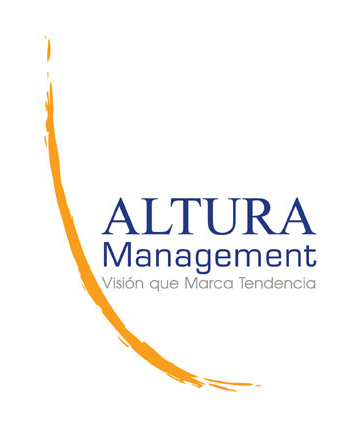 ALTURA
Management
Visión que Marca Tendencia